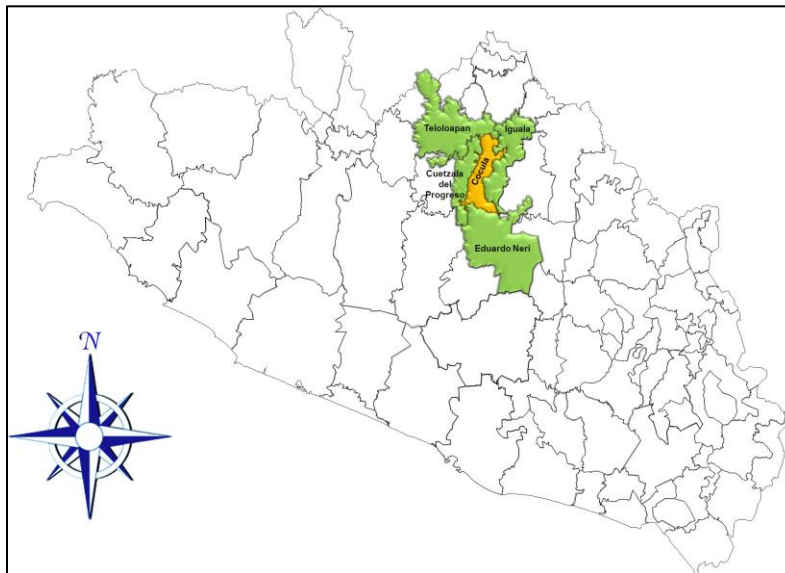 Teloloapan
Iguala
Cocula
Cuetzala
del
Progreso
Eduardo Neri
N